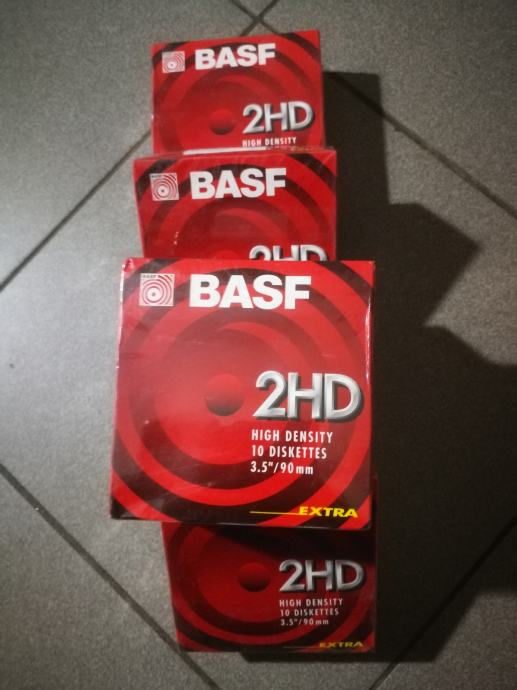 BASF
2HD
HIGH DENSITY
BASF
2HD
BASF
2HD
HIGH DENSITY
10 DISKETTES
3.5"/90mm
EXTRA
2HD
HIGH DENSITY
10 DISKETTES
3.5"/90mm
EXTRA